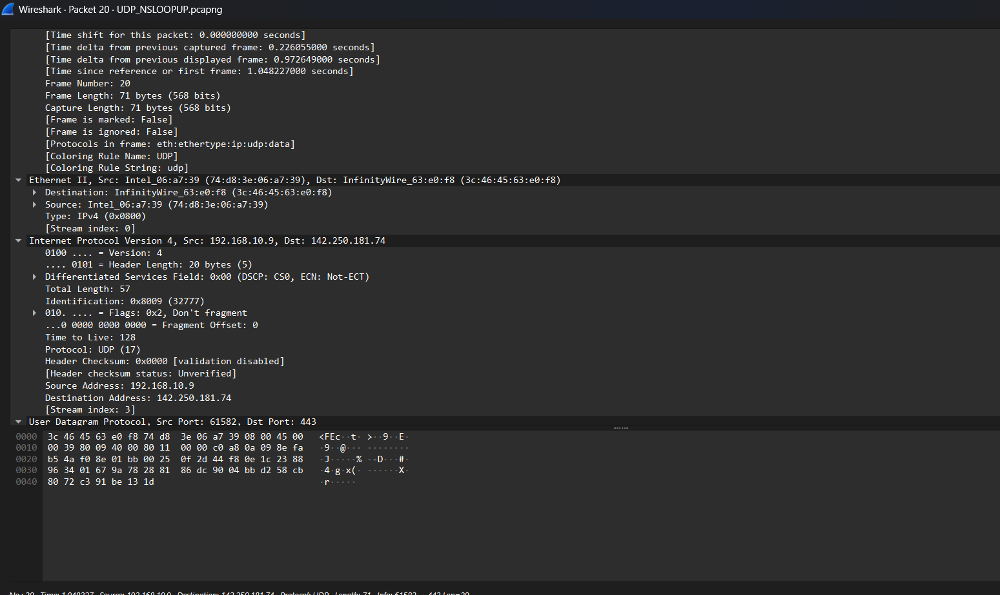 Wireshark · Packet 20 · UDP_NSLOOPUP.pcapng
[Time shift for this packet: 0.000000000 seconds]
[Time delta from previous captured frame: 0.226055000 seconds]
[Time delta from previous displayed frame: 0.972649000 seconds]
[Time since reference or first frame: 1.048227000 seconds]
Frame Number: 20
Frame Length: 71 bytes (568 bits)
Capture Length: 71 bytes (568 bits)
[Frame is marked: False]
[Frame is ignored: False]
[Protocols in frame: eth:ethertype:ip:udp:data]
[Coloring Rule Name: UDP]
[Coloring Rule String: udp]
Ethernet II, Src: Intel_06:a7:39 (74:d8:3e:06:a7:39), Dst: InfinityWire_63:e0:f8 (3c:46:45:63:e0:f8)
Destination: InfinityWire_63:e0:f8 (3c:46:45:63:e0:f8)
Source: Intel_06:a7:39 (74:d8:3e:06:a7:39)
Type: IPv4 (0x0800)
[Stream index: 0]
Internet Protocol Version 4, Src: 192.168.10.9, Dst: 142.250.181.74
0100 .... = Version: 4
.... 0101 = Header Length: 20 bytes (5)
Differentiated Services Field: 0x00 (DSCP: CS0, ECN: Not-ECT)
Total Length: 57
Identification: 0x8009 (32777)
010. .... = Flags: 0x2, Don't fragment
...0 0000 0000 0000 = Fragment Offset: 0
Time to Live: 128
Protocol: UDP (17)
Header Checksum: 0x0000 [validation disabled]
[Header checksum status: Unverified]
Source Address: 192.168.10.9
Destination Address: 142.250.181.74
[Stream index: 3]
User Datagram Protocol, Src Port: 61582, Dst Port: 443
0000 3c 46 45 63 e0 f8 74 d8 3e 06 a7 39 08 00 45 00 <FEc··t· >··9··E·
0010 00 39 80 09 40 00 80 11 00 00 c0 a8 0a 09 8e fa ·9··@··· ········
0020 b5 4a f0 8e 01 bb 00 25 0f 2d 44 f8 0e 1c 23 88 ·J·····% ·-D···#·
0030 96 34 01 67 9a 78 28 81 86 dc 90 04 bb d2 58 cb ·4·g·x(· ······X·
0040 80 72 c3 91 be 13 1d ·r·····
No.: 20 · Time: 1.048227 · Source: 192.168.10.9 · Destination: 142.250.181.74 · Protocol: UDP · Length: 71 · Info: 61582 → 443 Len=29